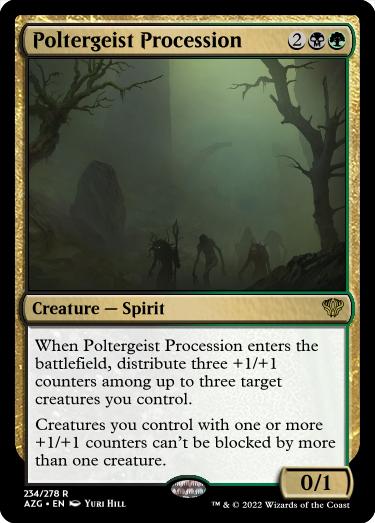 Poltergeist Procession 2
Creature — Spirit
When Poltergeist Procession enters the
battlefield, distribute three +1/+1
counters among up to three target
creatures you control.
Creatures you control with one or more
+1/+1 counters can't be blocked by more
than one creature.
0/1
234/278 R
AZG • EN Yuri Hill
™ & © 2022 Wizards of the Coast